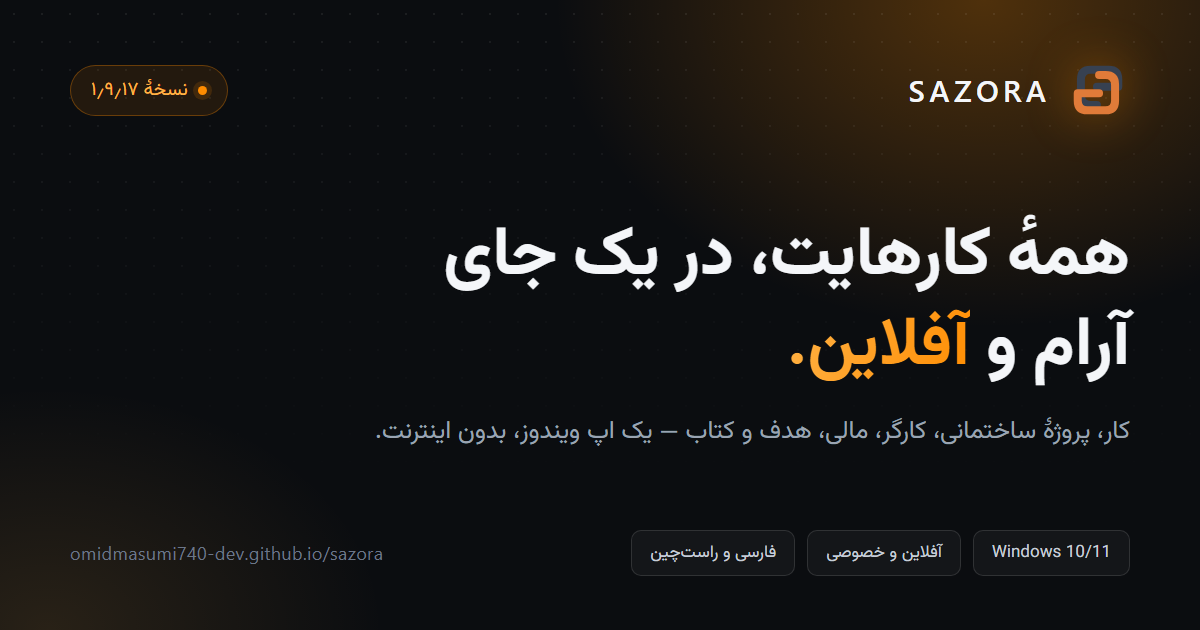 SAZORA
نسخهٔ ۱٫۹٫۱۷
همهٔ کارهایت، در یک جای
آرام و آفلاین.
کار، پروژهٔ ساختمانی، کارگر، مالی، هدف و کتاب — یک اپ ویندوز، بدون اینترنت.
Windows 10/11
آفلاین و خصوصی
فارسی و راست‌چین
omidmasumi740-dev.github.io/sazora